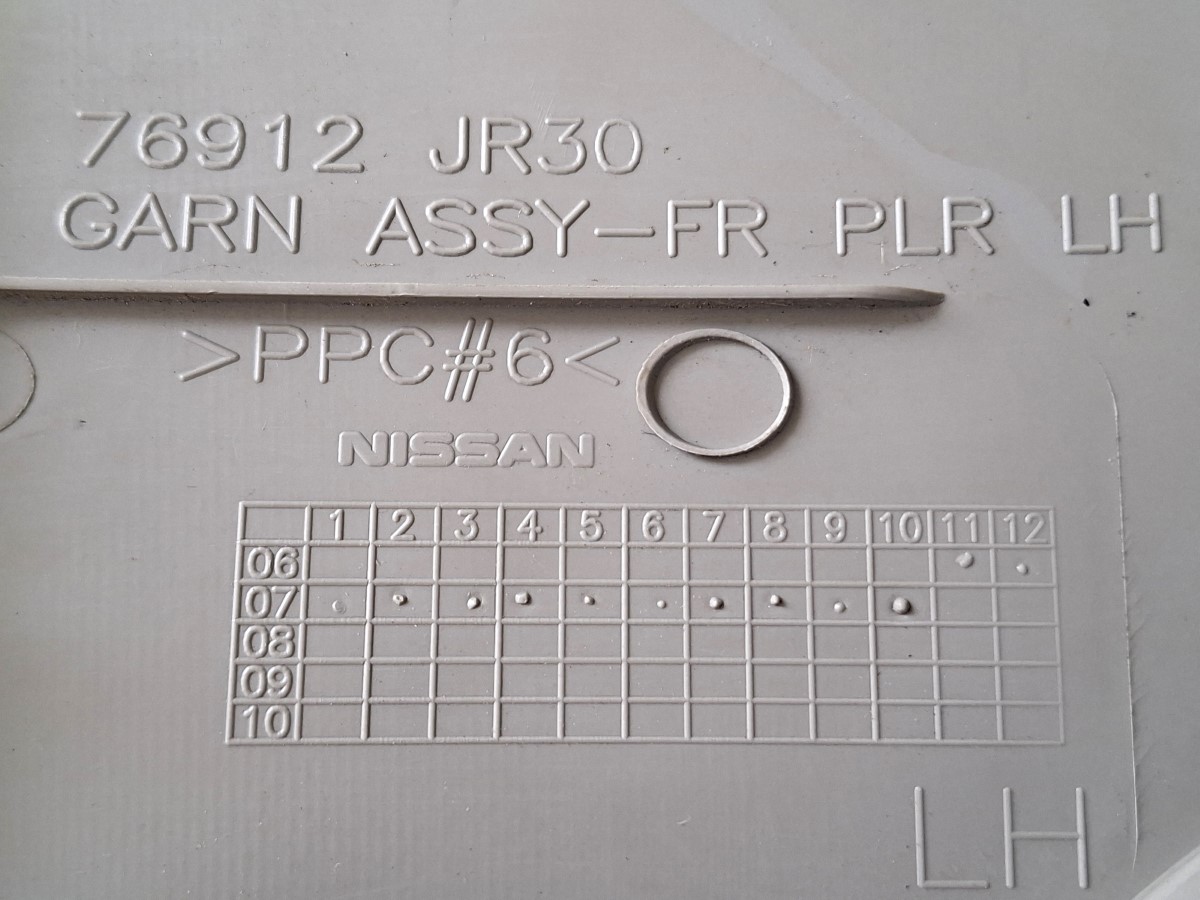 76912 JR30
GARN ASSY-FR PLR LH
>PPC#6<
NISSAN
1 2 3 4 5 6 7 8 9 10 11 12
06
07
08
09
10
LH